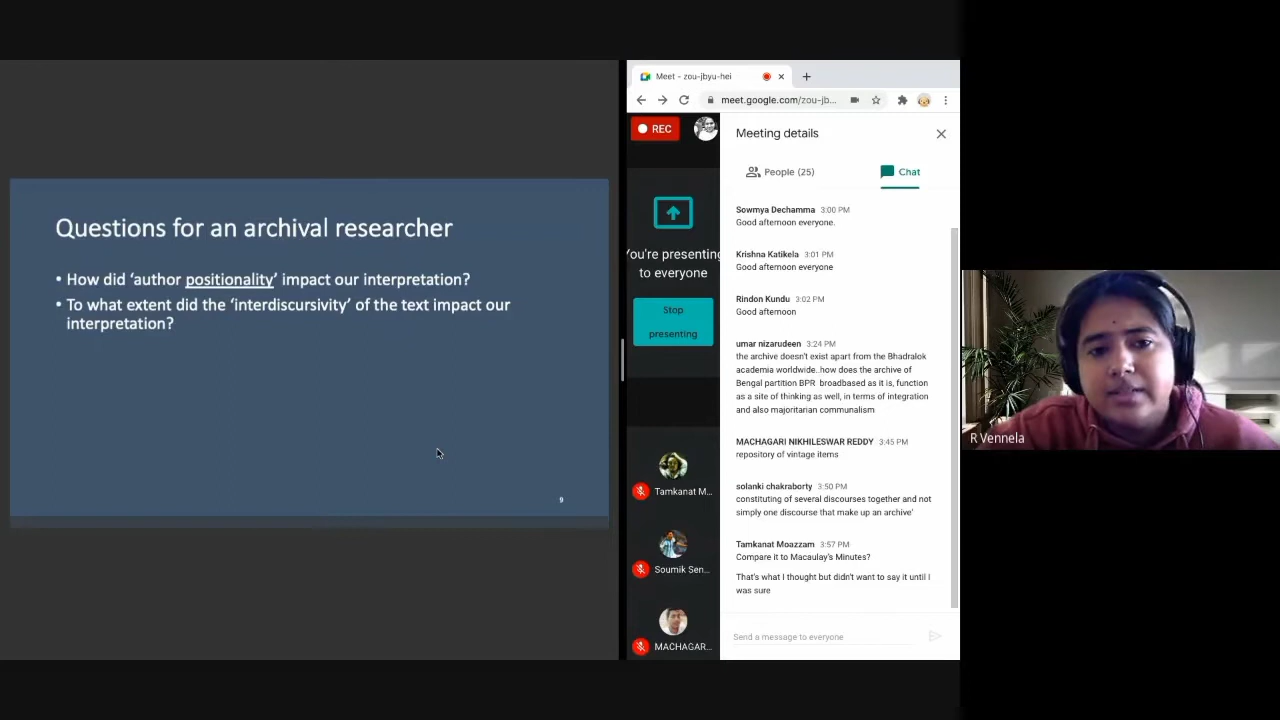 Questions for an archival researcher
• How did ‘author positionality’ impact our interpretation?
• To what extent did the ‘interdiscursivity’ of the text impact our
interpretation?
9
Meet - zou-jbyu-hei
meet.google.com/zou-jb...
REC
You're presenting
to everyone
Stop
presenting
Tamkanat M...
Soumik Sen...
MACHAGAR...
Meeting details
People (25)
Chat
Sowmya Dechamma 3:00 PM
Good afternoon everyone.
Krishna Katikela 3:01 PM
Good afternoon everyone
Rindon Kundu 3:02 PM
Good afternoon
umar nizarudeen 3:24 PM
the archive doesn't exist apart from the Bhadralok
academia worldwide..how does the archive of
Bengal partition BPR broadbased as it is, function
as a site of thinking as well, in terms of integration
and also majoritarian communalism
MACHAGARI NIKHILESWAR REDDY 3:45 PM
repository of vintage items
solanki chakraborty 3:50 PM
constituting of several discourses together and not
simply one discourse that make up an archive'
Tamkanat Moazzam 3:57 PM
Compare it to Macaulay's Minutes?
That's what I thought but didn't want to say it until I
was sure
Send a message to everyone
R Vennela